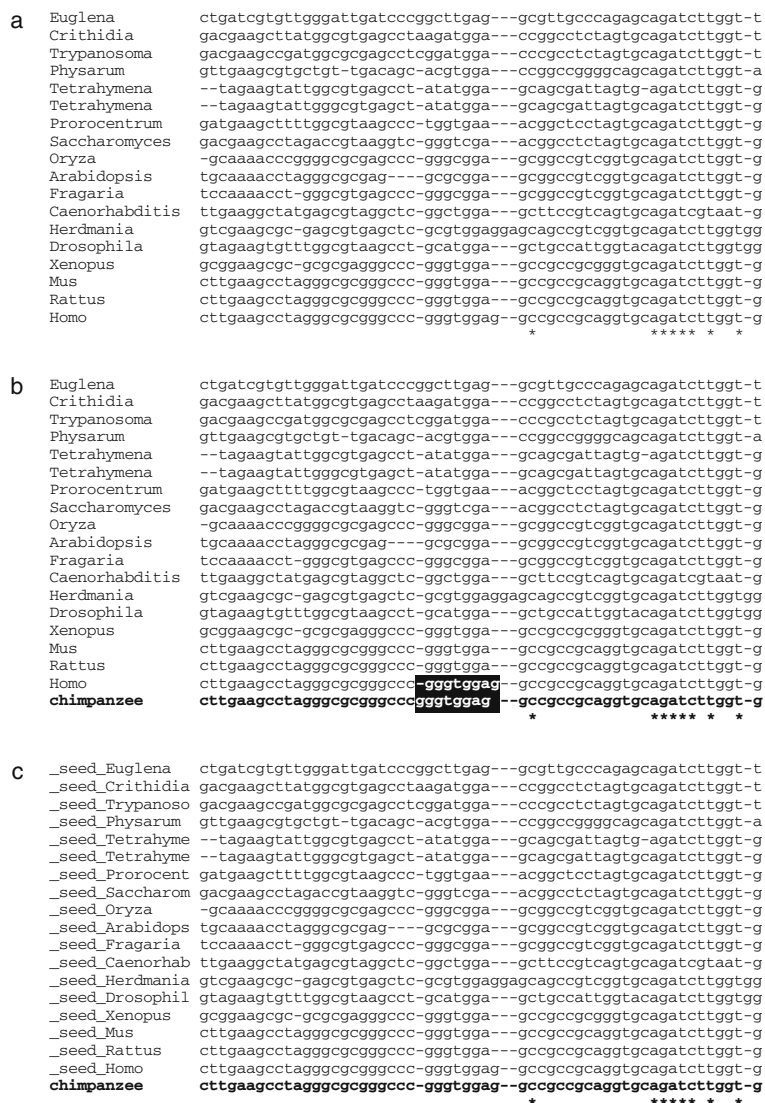 a
Euglena ctgatcgtgttgggattgatcccggcttgag---gcgttgcccagagcagatcttggt-t
Crithidia gacgaagcttatggcgtgagcctaagatgga---ccggcctctagtgcagatcttggt-t
Trypanosoma gacgaagccgatggcgcgagcctcggatgga---cccgcctctagtgcagatcttggt-t
Physarum gttgaagcgtgctgt-tgacagc-acgtgga---ccggccggggcagcagatcttggt-a
Tetrahymena --tagaagtattggcgtgagcct-atatgga---gcagcgattagtg-agatcttggt-g
Tetrahymena --tagaagtattgggcgtgagct-atatgga---gcagcgattagtgcagatcttggt-g
Prorocentrum gatgaagcttttggcgtaagccc-tggtgaa---acggctcctagtgcagatcttggt-g
Saccharomyces gacgaagcctagaccgtaaggtc-gggtcga---acggcctctagtgcagatcttggt-g
Oryza -gcaaaacccggggcgcgagccc-gggcgga---gcggccgtcggtgcagatcttggt-g
Arabidopsis tgcaaaacctagggcgcgag----gcgcgga---gcggccgtcggtgcagatcttggt-g
Fragaria tccaaaacct-gggcgtgagccc-gggcgga---gcggccgtcggtgcagatcttggt-g
Caenorhabditis ttgaaggctatgagcgtaggctc-ggctgga---gcttccgtcagtgcagatcgtaat-g
Herdmania gtcgaagcgc-gagcgtgagctc-gcgtggaggagcagccgtcggtgcagatcttggtgg
Drosophila gtagaagtgtttggcgtaagcct-gcatgga---gctgccattggtacagatcttggtgg
Xenopus gcggaagcgc-gcgcgagggccc-gggtgga---gccgccgcgggtgcagatcttggt-g
Mus cttgaagcctagggcgcgggccc-gggtgga---gccgccgcaggtgcagatcttggt-g
Rattus cttgaagcctagggcgcgggccc-gggtgga---gccgccgcaggtgcagatcttggt-g
Homo cttgaagcctagggcgcgggccc-gggtggag--gccgccgcaggtgcagatcttggt-g
* ***** * *
b
Euglena ctgatcgtgttgggattgatcccggcttgag---gcgttgcccagagcagatcttggt-t
Crithidia gacgaagcttatggcgtgagcctaagatgga---ccggcctctagtgcagatcttggt-t
Trypanosoma gacgaagccgatggcgcgagcctcggatgga---cccgcctctagtgcagatcttggt-t
Physarum gttgaagcgtgctgt-tgacagc-acgtgga---ccggccggggcagcagatcttggt-a
Tetrahymena --tagaagtattggcgtgagcct-atatgga---gcagcgattagtg-agatcttggt-g
Tetrahymena --tagaagtattgggcgtgagct-atatgga---gcagcgattagtgcagatcttggt-g
Prorocentrum gatgaagcttttggcgtaagccc-tggtgaa---acggctcctagtgcagatcttggt-g
Saccharomyces gacgaagcctagaccgtaaggtc-gggtcga---acggcctctagtgcagatcttggt-g
Oryza -gcaaaacccggggcgcgagccc-gggcgga---gcggccgtcggtgcagatcttggt-g
Arabidopsis tgcaaaacctagggcgcgag----gcgcgga---gcggccgtcggtgcagatcttggt-g
Fragaria tccaaaacct-gggcgtgagccc-gggcgga---gcggccgtcggtgcagatcttggt-g
Caenorhabditis ttgaaggctatgagcgtaggctc-ggctgga---gcttccgtcagtgcagatcgtaat-g
Herdmania gtcgaagcgc-gagcgtgagctc-gcgtggaggagcagccgtcggtgcagatcttggtgg
Drosophila gtagaagtgtttggcgtaagcct-gcatgga---gctgccattggtacagatcttggtgg
Xenopus gcggaagcgc-gcgcgagggccc-gggtgga---gccgccgcgggtgcagatcttggt-g
Mus cttgaagcctagggcgcgggccc-gggtgga---gccgccgcaggtgcagatcttggt-g
Rattus cttgaagcctagggcgcgggccc-gggtgga---gccgccgcaggtgcagatcttggt-g
Homo cttgaagcctagggcgcgggccc-gggtggag--gccgccgcaggtgcagatcttggt-g
chimpanzee cttgaagcctagggcgcgggcccgggtggag---gccgccgcaggtgcagatcttggt-g
* ***** * *
c
_seed_Euglena ctgatcgtgttgggattgatcccggcttgag---gcgttgcccagagcagatcttggt-t
_seed_Crithidia gacgaagcttatggcgtgagcctaagatgga---ccggcctctagtgcagatcttggt-t
_seed_Trypanoso gacgaagccgatggcgcgagcctcggatgga---cccgcctctagtgcagatcttggt-t
_seed_Physarum gttgaagcgtgctgt-tgacagc-acgtgga---ccggccggggcagcagatcttggt-a
_seed_Tetrahyme --tagaagtattggcgtgagcct-atatgga---gcagcgattagtg-agatcttggt-g
_seed_Tetrahyme --tagaagtattgggcgtgagct-atatgga---gcagcgattagtgcagatcttggt-g
_seed_Prorocent gatgaagcttttggcgtaagccc-tggtgaa---acggctcctagtgcagatcttggt-g
_seed_Saccharom gacgaagcctagaccgtaaggtc-gggtcga---acggcctctagtgcagatcttggt-g
_seed_Oryza -gcaaaacccggggcgcgagccc-gggcgga---gcggccgtcggtgcagatcttggt-g
_seed_Arabidops tgcaaaacctagggcgcgag----gcgcgga---gcggccgtcggtgcagatcttggt-g
_seed_Fragaria tccaaaacct-gggcgtgagccc-gggcgga---gcggccgtcggtgcagatcttggt-g
_seed_Caenorhab ttgaaggctatgagcgtaggctc-ggctgga---gcttccgtcagtgcagatcgtaat-g
_seed_Herdmania gtcgaagcgc-gagcgtgagctc-gcgtggaggagcagccgtcggtgcagatcttggtgg
_seed_Drosophil gtagaagtgtttggcgtaagcct-gcatgga---gctgccattggtacagatcttggtgg
_seed_Xenopus gcggaagcgc-gcgcgagggccc-gggtgga---gccgccgcgggtgcagatcttggt-g
_seed_Mus cttgaagcctagggcgcgggccc-gggtgga---gccgccgcaggtgcagatcttggt-g
_seed_Rattus cttgaagcctagggcgcgggccc-gggtgga---gccgccgcaggtgcagatcttggt-g
_seed_Homo cttgaagcctagggcgcgggccc-gggtggag--gccgccgcaggtgcagatcttggt-g
chimpanzee cttgaagcctagggcgcgggccc-gggtggag--gccgccgcaggtgcagatcttggt-g
* ***** * *